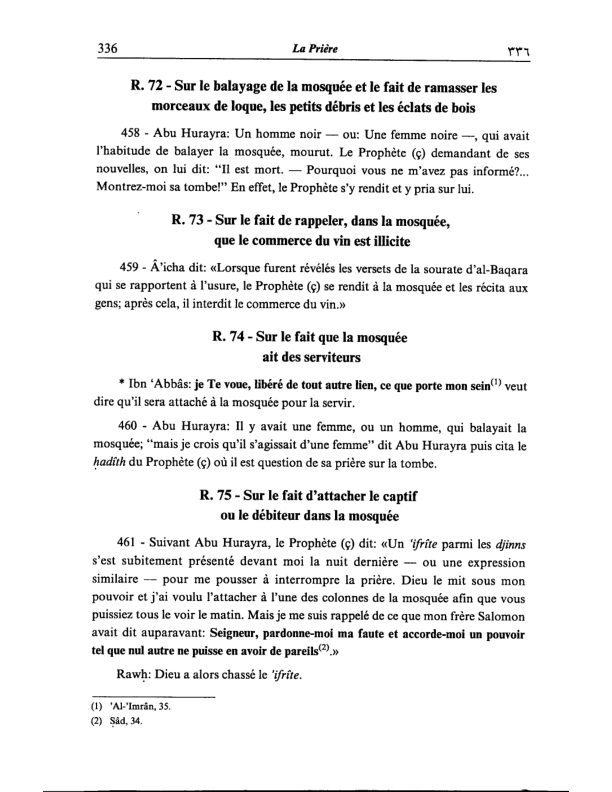 336
La Prière
٣٣٦
R. 72 - Sur le balayage de la mosquée et le fait de ramasser les
morceaux de loque, les petits débris et les éclats de bois
458 - Abu Hurayra: Un homme noir — ou: Une femme noire —, qui avait
l'habitude de balayer la mosquée, mourut. Le Prophète (ç) demandant de ses
nouvelles, on lui dit: “Il est mort. — Pourquoi vous ne m'avez pas informé?...
Montrez-moi sa tombe!” En effet, le Prophète s'y rendit et y pria sur lui.
R. 73 - Sur le fait de rappeler, dans la mosquée,
que le commerce du vin est illicite
459 - Â'icha dit: «Lorsque furent révélés les versets de la sourate d'al-Baqara
qui se rapportent à l'usure, le Prophète (ç) se rendit à la mosquée et les récita aux
gens; après cela, il interdit le commerce du vin.»
R. 74 - Sur le fait que la mosquée
ait des serviteurs
* Ibn ‘Abbâs: je Te voue, libéré de tout autre lien, ce que porte mon sein(1) veut
dire qu'il sera attaché à la mosquée pour la servir.
460 - Abu Hurayra: Il y avait une femme, ou un homme, qui balayait la
mosquée; “mais je crois qu'il s'agissait d'une femme” dit Abu Hurayra puis cita le
ḥadîth du Prophète (ç) où il est question de sa prière sur la tombe.
R. 75 - Sur le fait d'attacher le captif
ou le débiteur dans la mosquée
461 - Suivant Abu Hurayra, le Prophète (ç) dit: «Un 'ifrîte parmi les djinns
s'est subitement présenté devant moi la nuit dernière — ou une expression
similaire — pour me pousser à interrompre la prière. Dieu le mit sous mon
pouvoir et j'ai voulu l'attacher à l'une des colonnes de la mosquée afin que vous
puissiez tous le voir le matin. Mais je me suis rappelé de ce que mon frère Salomon
avait dit auparavant: Seigneur, pardonne-moi ma faute et accorde-moi un pouvoir
tel que nul autre ne puisse en avoir de pareils(2).»
Rawḥ: Dieu a alors chassé le 'ifrîte.
(1) 'Al-'Imrân, 35.
(2) Ṣâd, 34.